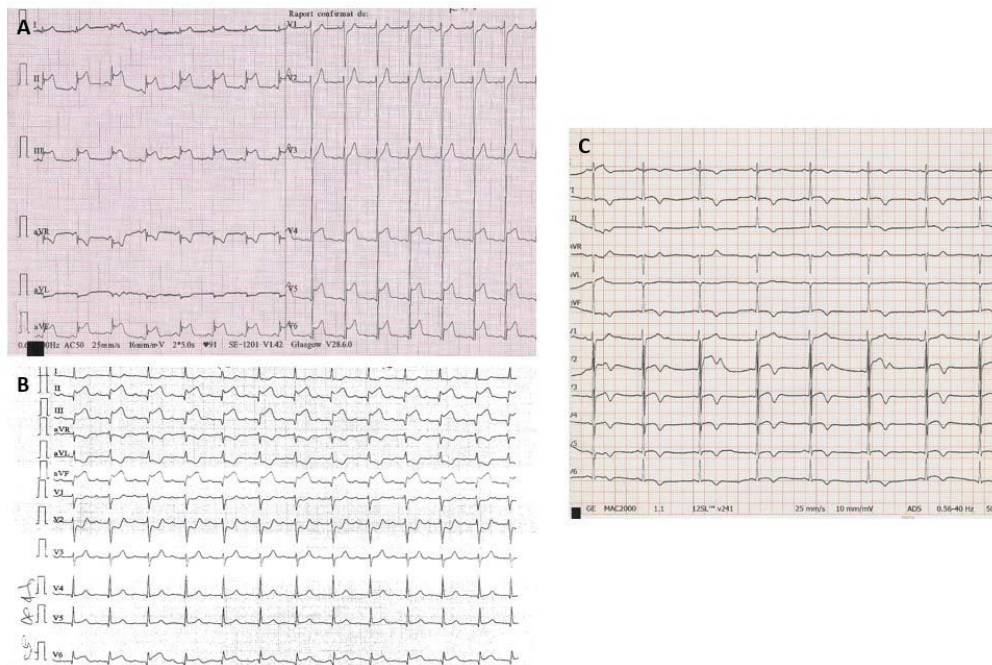 A
Raport confirmat de:
I
V1
II
V2
III
V3
aVR
V4
aVL
V5
aVF
V6
AC50 25mm/s 16mm/mV 2*5.0s ♥91 SE-1201 V1.42 Glasgow V28.6.0
B
I
II
III
aVR
aVL
aVF
V2
V3
V4
V5
V6
C
aVR
aVL
aVF
V1
V2
V3
V4
V5
V6
GE MAC2000 1.1 12SL™ v241 25 mm/s 10 mm/mV ADS 0.56-40 Hz